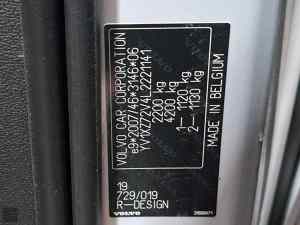 VOLVO CAR CORPORATION
e9*2007/46*3146*06
YV1XZ72V4L2221141
2200 kg
4200 kg
1- 1120 kg
2- 1130 kg
MADE IN BELGIUM
19
729/019
R-DESIGN
VOLVO